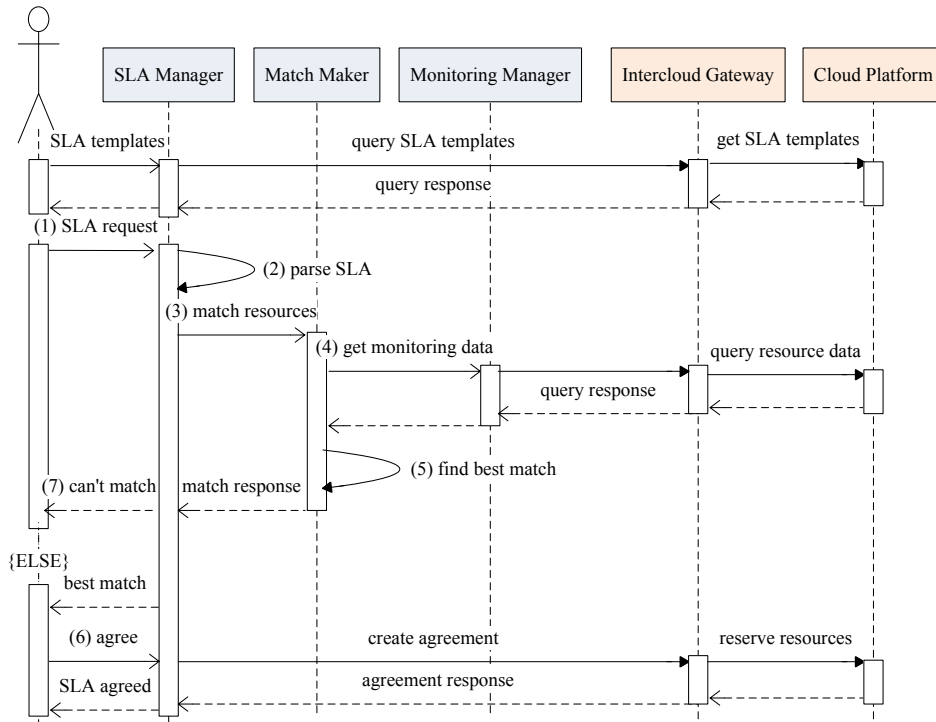 SLA Manager
Match Maker
Monitoring Manager
Intercloud Gateway
Cloud Platform
SLA templates
query SLA templates
get SLA templates
query response
(1) SLA request
(2) parse SLA
(3) match resources
(4) get monitoring data
query resource data
query response
(5) find best match
(7) can't match
match response
{ELSE}
best match
(6) agree
create agreement
reserve resources
SLA agreed
agreement response